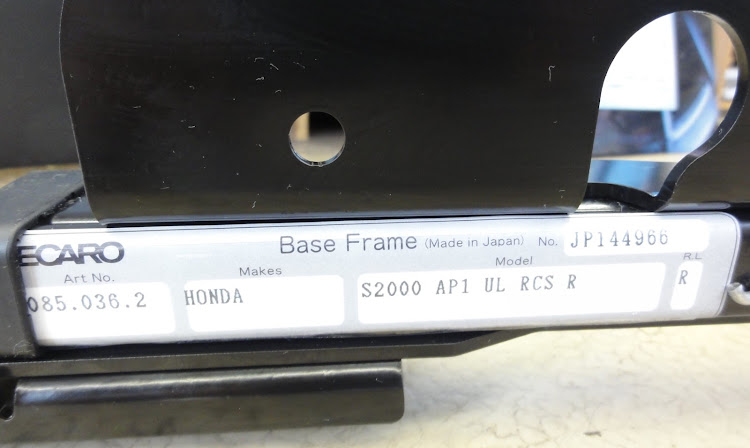 ECARO Base Frame (Made in Japan) No. JP144966
Art No. Makes Model R.L
085.036.2 HONDA S2000 AP1 UL RCS R R